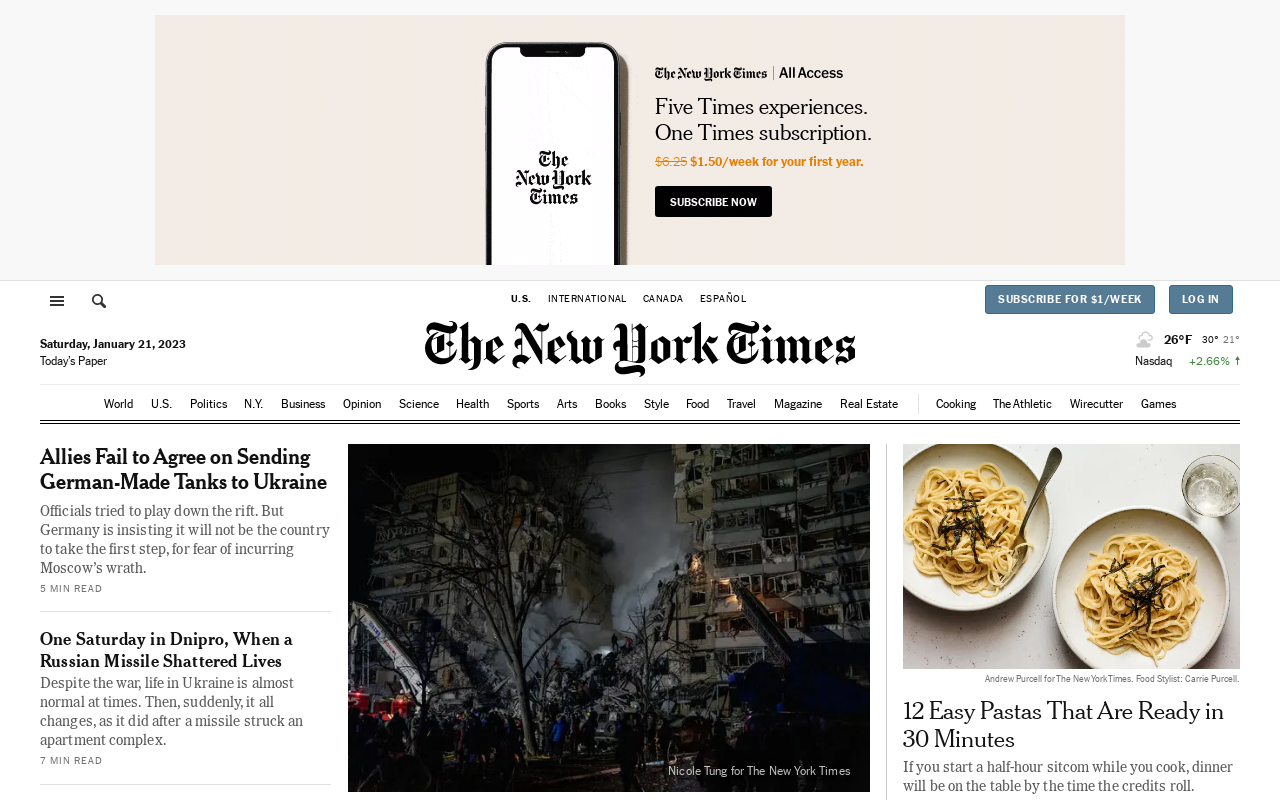 The New York Times | All Access
Five Times experiences.
One Times subscription.
$6.25 $1.50/week for your first year.
SUBSCRIBE NOW
The
New York
Times
U.S. INTERNATIONAL CANADA ESPAÑOL
SUBSCRIBE FOR $1/WEEK LOG IN
The New York Times
Saturday, January 21, 2023
Today's Paper
26°F 30° 21°
Nasdaq +2.66% ↑
World U.S. Politics N.Y. Business Opinion Science Health Sports Arts Books Style Food Travel Magazine Real Estate Cooking The Athletic Wirecutter Games
Allies Fail to Agree on Sending
German-Made Tanks to Ukraine
Officials tried to play down the rift. But
Germany is insisting it will not be the country
to take the first step, for fear of incurring
Moscow's wrath.
5 MIN READ
One Saturday in Dnipro, When a
Russian Missile Shattered Lives
Despite the war, life in Ukraine is almost
normal at times. Then, suddenly, it all
changes, as it did after a missile struck an
apartment complex.
7 MIN READ
Nicole Tung for The New York Times
Andrew Purcell for The New York Times. Food Stylist: Carrie Purcell.
12 Easy Pastas That Are Ready in
30 Minutes
If you start a half-hour sitcom while you cook, dinner
will be on the table by the time the credits roll.